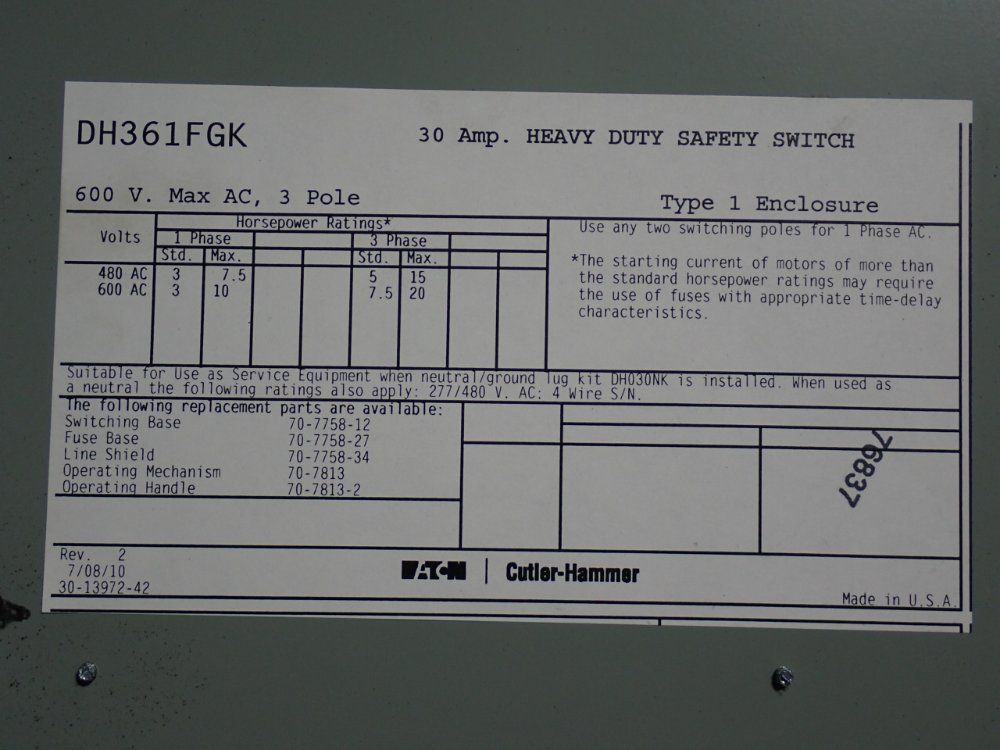 DH361FGK
30 Amp. HEAVY DUTY SAFETY SWITCH
600 V. Max AC, 3 Pole
Type 1 Enclosure
Volts
Horsepower Ratings*
1 Phase 3 Phase
Std. Max. Std. Max.
480 AC 3 7.5 5 15
600 AC 3 10 7.5 20
Use any two switching poles for 1 Phase AC.
*The starting current of motors of more than
the standard horsepower ratings may require
the use of fuses with appropriate time-delay
characteristics.
Suitable for Use as Service Equipment when neutral/ground lug kit DH030NK is installed. When used as
a neutral the following ratings also apply: 277/480 V. AC: 4 Wire S/N.
The following replacement parts are available:
Switching Base 70-7758-12
Fuse Base 70-7758-27
Line Shield 70-7758-34
Operating Mechanism 70-7813
Operating Handle 70-7813-2
76837
Rev. 2
7/08/10
30-13972-42
EATON | Cutler-Hammer
Made in U.S.A.